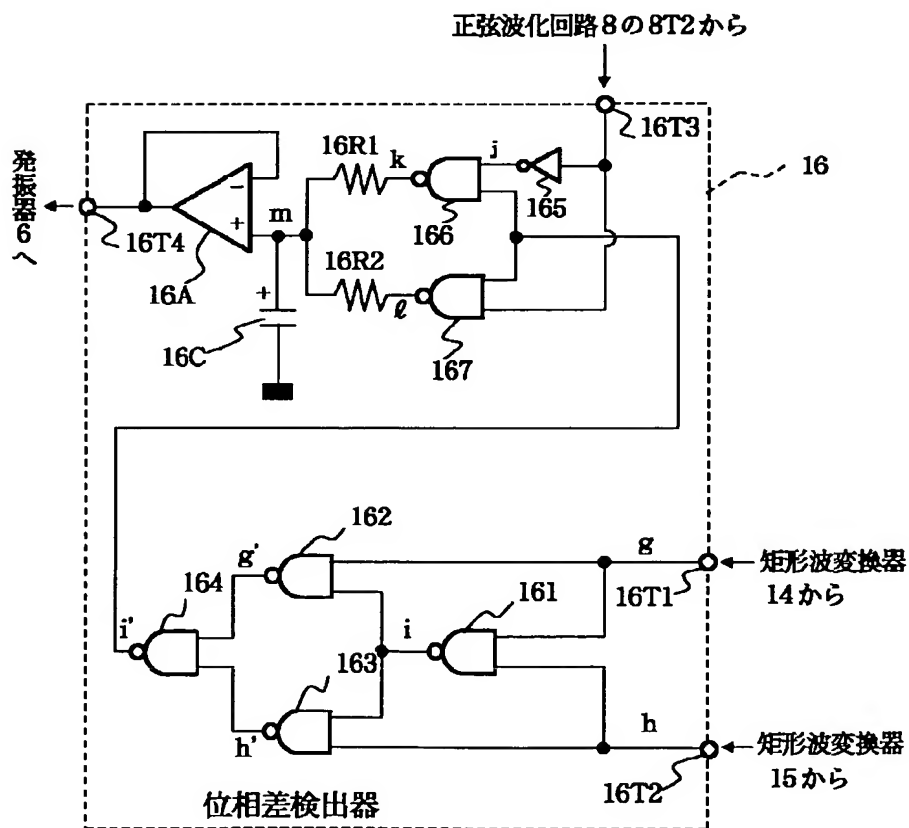 正弦波化回路8の8T2から
16T3
16
発振器6へ
16T4
16A
16C
m
16R1
16R2
k
ℓ
j
165
166
167
162
g'
164
i'
163
h'
i
161
g
16T1
矩形波変換器
14から
h
16T2
矩形波変換器
15から
位相差検出器